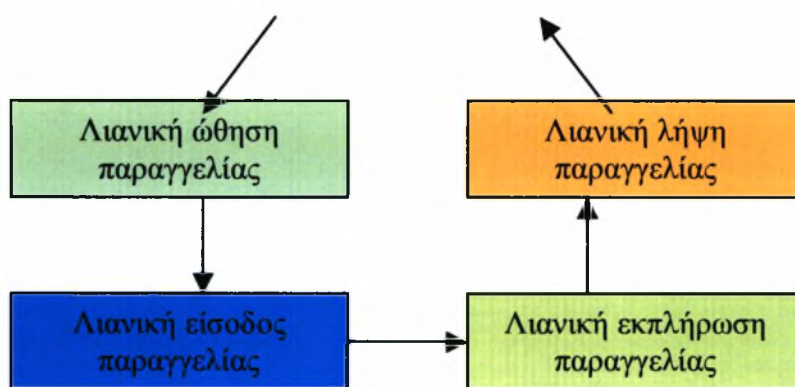 Λιανική ώθηση
παραγγελίας
Λιανική λήψη
παραγγελίας
Λιανική είσοδος
παραγγελίας
Λιανική εκπλήρωση
παραγγελίας